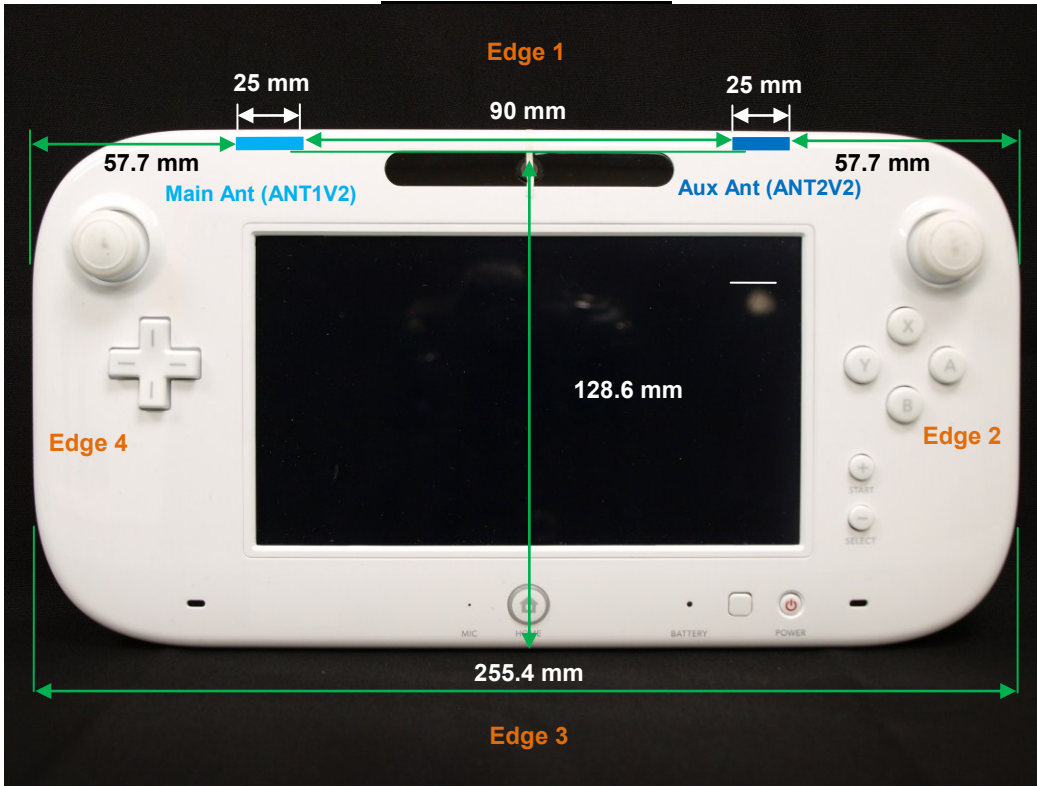 Edge 1
25 mm
25 mm
90 mm
57.7 mm
57.7 mm
Main Ant (ANT1V2)
Aux Ant (ANT2V2)
X
Y
A
B
128.6 mm
Edge 4
Edge 2
START
SELECT
MIC
HOME
BATTERY
POWER
255.4 mm
Edge 3